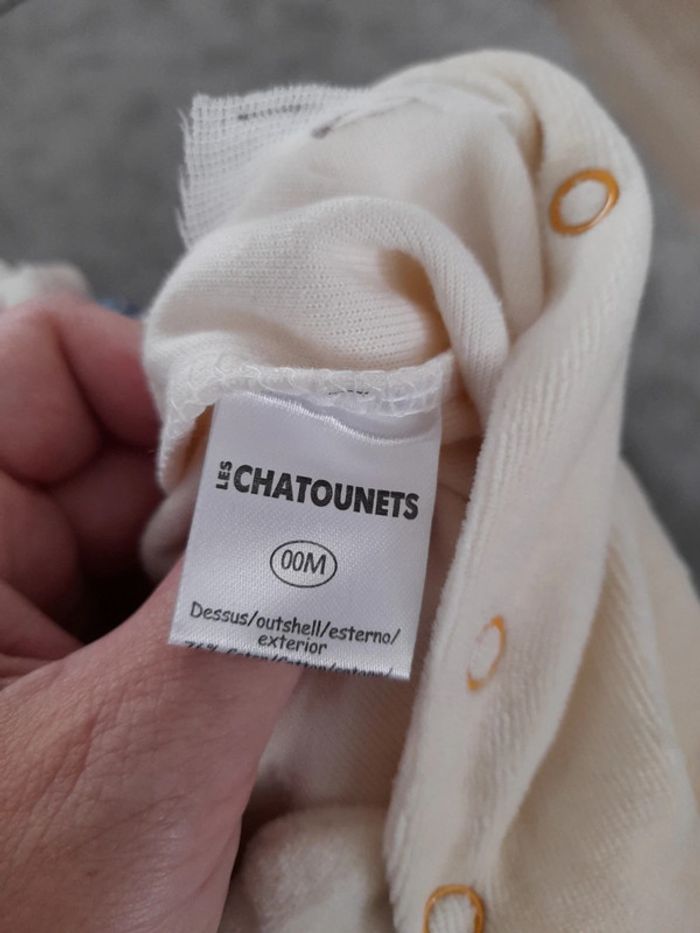 LES CHATOUNETS
00M
Dessus/outshell/esterno/
exterior